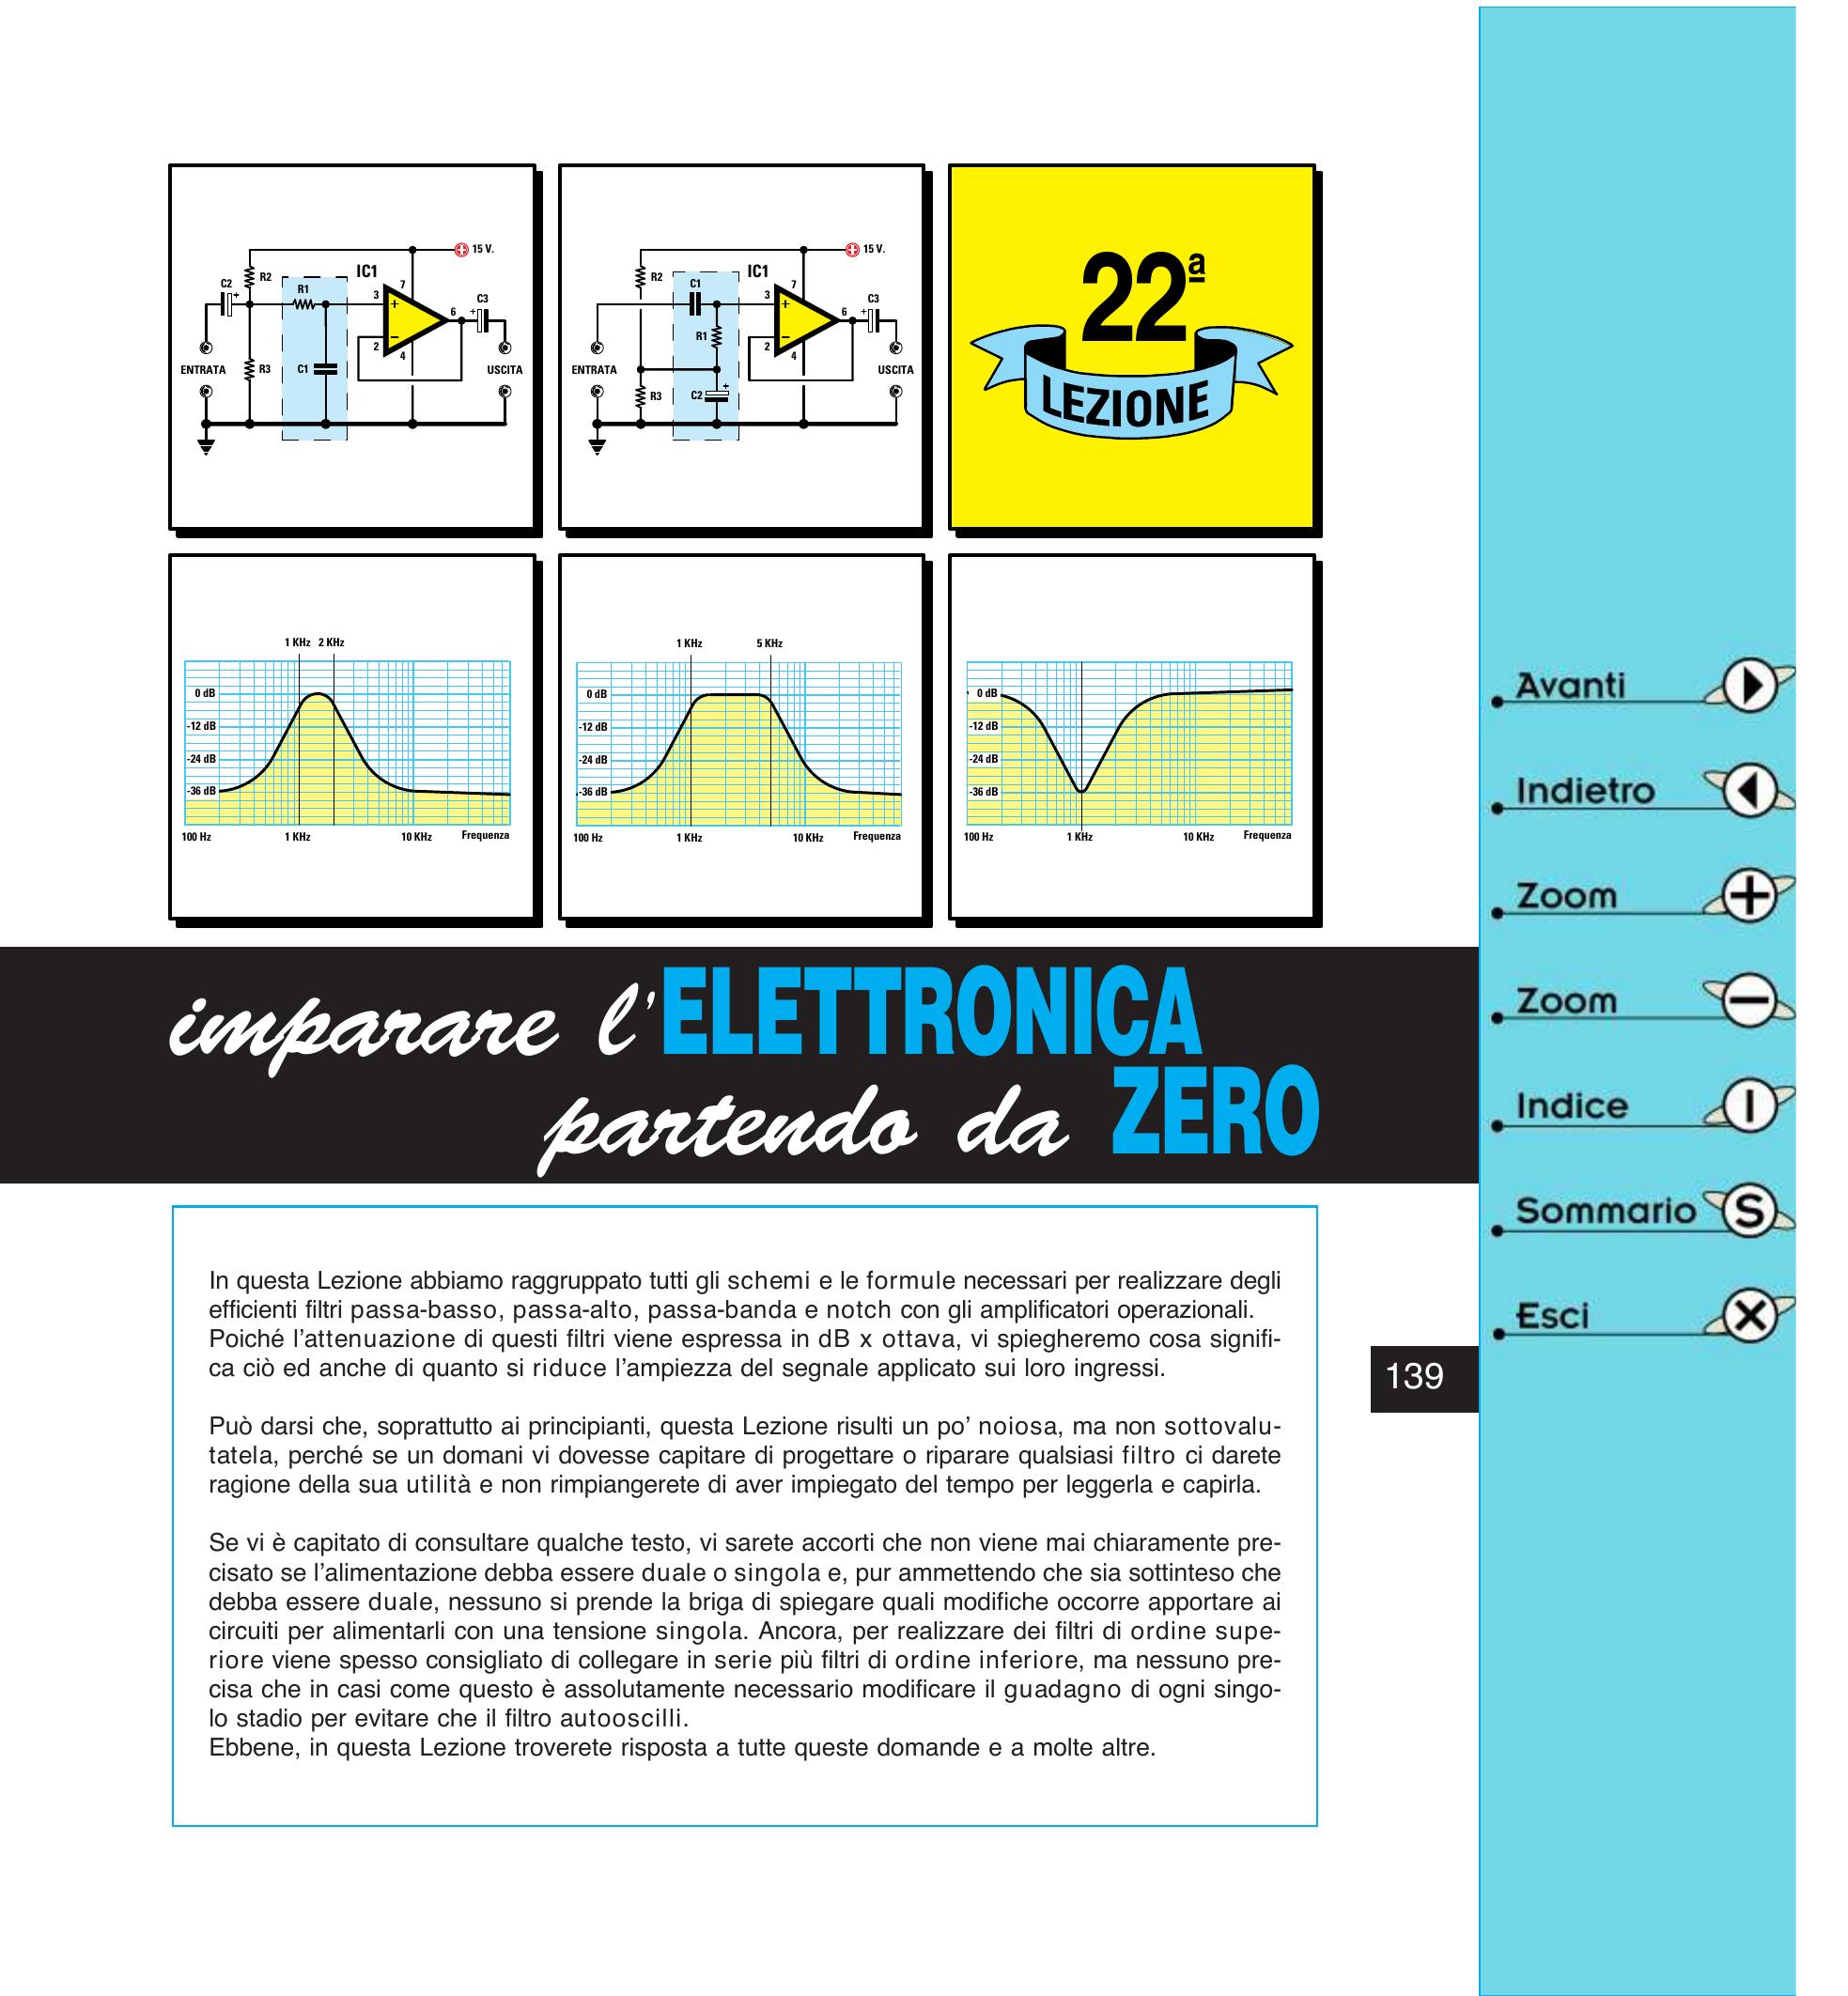 15 V.
IC1
C2
+
R2
R1
3
7
+
6
+
C3
2
−
4
ENTRATA
R3
C1
USCITA
15 V.
IC1
R2
C1
3
7
+
6
+
C3
R1
2
−
4
ENTRATA
R3
C2
+
USCITA
22ª
LEZIONE
1 KHz 2 KHz
0 dB
-12 dB
-24 dB
-36 dB
100 Hz 1 KHz 10 KHz Frequenza
1 KHz 5 KHz
0 dB
-12 dB
-24 dB
-36 dB
100 Hz 1 KHz 10 KHz Frequenza
0 dB
-12 dB
-24 dB
-36 dB
100 Hz 1 KHz 10 KHz Frequenza
imparare l'ELETTRONICA
partendo da ZERO
In questa Lezione abbiamo raggruppato tutti gli schemi e le formule necessari per realizzare degli
efficienti filtri passa-basso, passa-alto, passa-banda e notch con gli amplificatori operazionali.
Poiché l'attenuazione di questi filtri viene espressa in dB x ottava, vi spiegheremo cosa signifi-
ca ciò ed anche di quanto si riduce l'ampiezza del segnale applicato sui loro ingressi.
Può darsi che, soprattutto ai principianti, questa Lezione risulti un po' noiosa, ma non sottovalu-
tatela, perché se un domani vi dovesse capitare di progettare o riparare qualsiasi filtro ci darete
ragione della sua utilità e non rimpiangerete di aver impiegato del tempo per leggerla e capirla.
Se vi è capitato di consultare qualche testo, vi sarete accorti che non viene mai chiaramente pre-
cisato se l'alimentazione debba essere duale o singola e, pur ammettendo che sia sottinteso che
debba essere duale, nessuno si prende la briga di spiegare quali modifiche occorre apportare ai
circuiti per alimentarli con una tensione singola. Ancora, per realizzare dei filtri di ordine supe-
riore viene spesso consigliato di collegare in serie più filtri di ordine inferiore, ma nessuno pre-
cisa che in casi come questo è assolutamente necessario modificare il guadagno di ogni singo-
lo stadio per evitare che il filtro autooscilli.
Ebbene, in questa Lezione troverete risposta a tutte queste domande e a molte altre.
139
Avanti
Indietro
Zoom +
Zoom −
Indice I
Sommario S
Esci X